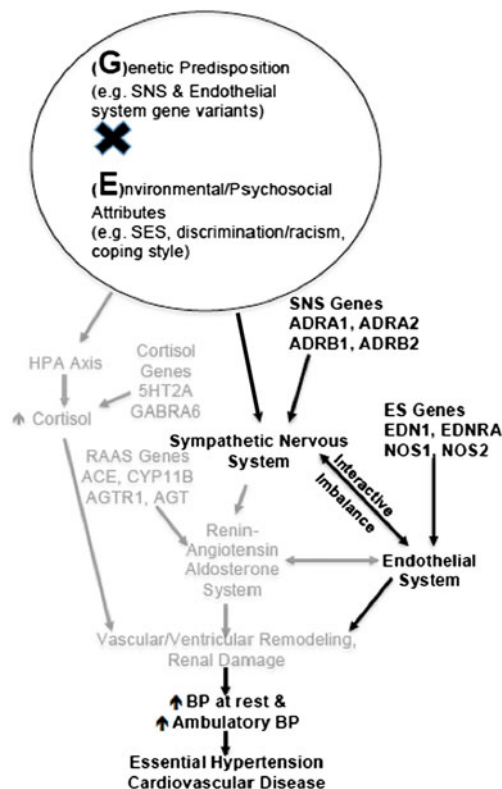 (G)enetic Predisposition
(e.g. SNS & Endothelial
system gene variants)
(E)nvironmental/Psychosocial
Attributes
(e.g. SES, discrimination/racism,
coping style)
SNS Genes
ADRA1, ADRA2
ADRB1, ADRB2
HPA Axis
Cortisol
Genes
5HT2A
GABRA6
Cortisol
ES Genes
EDN1, EDNRA
NOS1, NOS2
Sympathetic Nervous
System
RAAS Genes
ACE, CYP11B
AGTR1, AGT
Interactive
Imbalance
Renin-
Angiotensin
Aldosterone
System
Endothelial
System
Vascular/Ventricular Remodeling,
Renal Damage
BP at rest &
Ambulatory BP
Essential Hypertension
Cardiovascular Disease